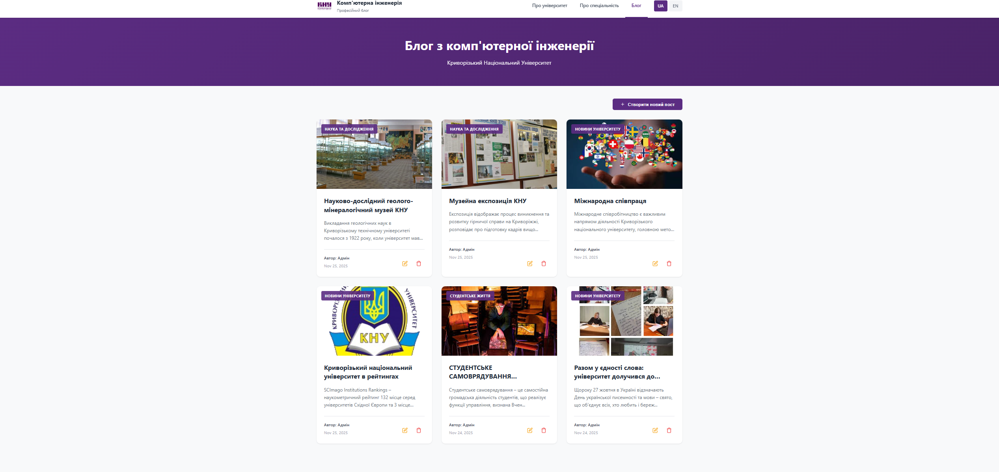 КНУ
Комп'ютерна інженерія
Професійний блог
Про університет
Про спеціальність
Блог
UA
EN
Блог з комп'ютерної інженерії
Криворізький Національний Університет
+ Створити новий пост
НАУКА ТА ДОСЛІДЖЕННЯ
Науково-дослідний геолого-
мінералогічний музей КНУ
Викладання геологічних наук в
Криворізькому технічному університеті
почалося з 1922 року, коли університет мав...
Автор: Адмін
Nov 25, 2025
НАУКА ТА ДОСЛІДЖЕННЯ
Музейна експозиція КНУ
Експозиція відображає процес виникнення та
розвитку гірничої справи на Криворіжжі,
розповідає про підготовку кадрів вищо...
Автор: Адмін
Nov 25, 2025
НОВИНИ УНІВЕРСИТЕТУ
Міжнародна співпраця
Міжнародне співробітництво є важливим
напрямом діяльності Криворізького
національного університету, головною мето...
Автор: Адмін
Nov 25, 2025
НОВИНИ УНІВЕРСИТЕТУ
УНІВЕРСИТЕТ
КНУ
Криворізький національний
університет в рейтингах
SCImago Institutions Rankings –
наукометричний рейтинг 132 місце серед
університетів Східної Європи та 3 місце...
Автор: Адмін
Nov 25, 2025
СТУДЕНТСЬКЕ ЖИТТЯ
СТУДЕНТСЬКЕ
САМОВРЯДУВАННЯ...
Студентське самоврядування – це самостійна
громадська діяльність студентів, що реалізує
функції управління, визнана Вчен...
Автор: Адмін
Nov 24, 2025
НОВИНИ УНІВЕРСИТЕТУ
Разом у єдності слова:
університет долучився до...
Щороку 27 жовтня в Україні відзначають
День української писемності та мови – свято,
що об’єднує всіх, хто любить і береж...
Автор: Адмін
Nov 24, 2025